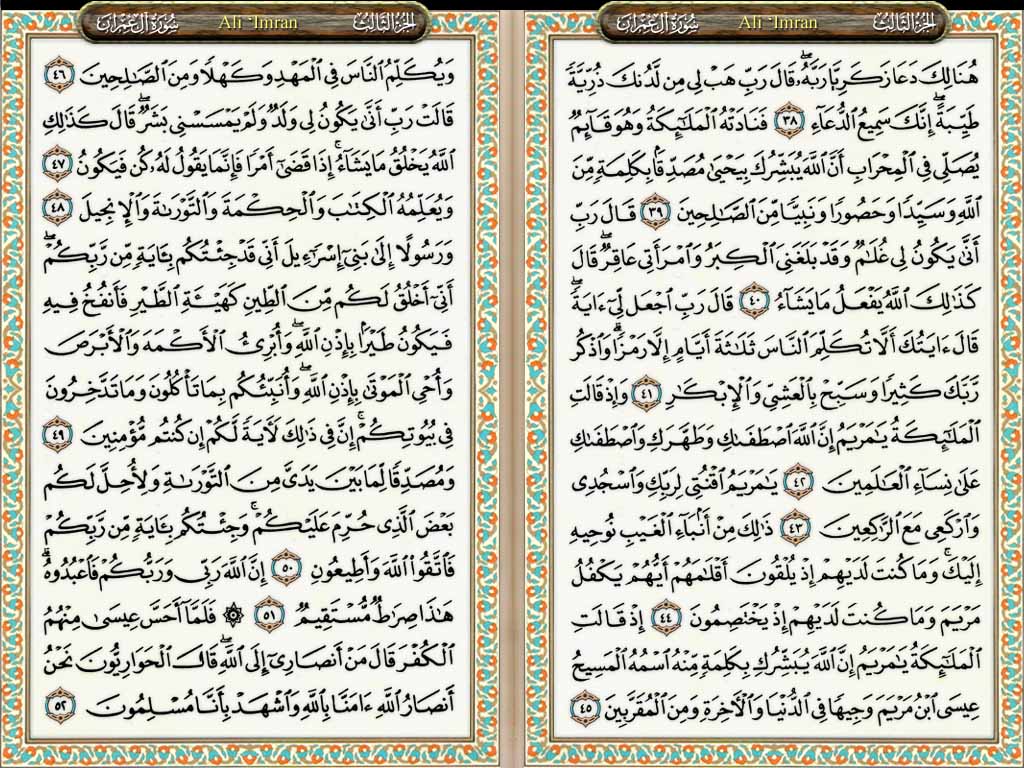 الجزء الثالث
Ali `Imran
سورة آل عمران
هُنَالِكَ دَعَا زَكَرِيَّا رَبَّهُۥ ۖ قَالَ رَبِّ هَبْ لِى مِن لَّدُنكَ ذُرِّيَّةً
طَيِّبَةً ۖ إِنَّكَ سَمِيعُ ٱلدُّعَآءِ ٣٨ فَنَادَتْهُ ٱلْمَلَٰٓئِكَةُ وَهُوَ قَآئِمٌ
يُصَلِّى فِى ٱلْمِحْرَابِ أَنَّ ٱللَّهَ يُبَشِّرُكَ بِيَحْيَىٰ مُصَدِّقًۢا بِكَلِمَةٍ مِّنَ
ٱللَّهِ وَسَيِّدًا وَحَصُورًا وَنَبِيًّا مِّنَ ٱلصَّٰلِحِينَ ٣٩ قَالَ رَبِّ
أَنَّىٰ يَكُونُ لِى غُلَٰمٌ وَقَدْ بَلَغَنِىَ ٱلْكِبَرُ وَٱمْرَأَتِى عَاقِرٌ ۖ قَالَ
كَذَٰلِكَ ٱللَّهُ يَفْعَلُ مَا يَشَآءُ ٤٠ قَالَ رَبِّ ٱجْعَل لِّىٓ ءَايَةً ۖ
قَالَ ءَايَتُكَ أَلَّا تُكَلِّمَ ٱلنَّاسَ ثَلَٰثَةَ أَيَّامٍ إِلَّا رَمْزًا ۗ وَٱذْكُر
رَّبَّكَ كَثِيرًا وَسَبِّحْ بِٱلْعَشِىِّ وَٱلْإِبْكَٰرِ ٤١ وَإِذْ قَالَتِ
ٱلْمَلَٰٓئِكَةُ يَٰمَرْيَمُ إِنَّ ٱللَّهَ ٱصْطَفَىٰكِ وَطَهَّرَكِ وَٱصْطَفَىٰكِ
عَلَىٰ نِسَآءِ ٱلْعَٰلَمِينَ ٤٢ يَٰمَرْيَمُ ٱقْنُتِى لِرَبِّكِ وَٱسْجُدِى
وَٱرْكَعِى مَعَ ٱلرَّٰكِعِينَ ٤٣ ذَٰلِكَ مِنْ أَنۢبَآءِ ٱلْغَيْبِ نُوحِيهِ
إِلَيْكَ ۚ وَمَا كُنتَ لَدَيْهِمْ إِذْ يُلْقُونَ أَقْلَٰمَهُمْ أَيُّهُمْ يَكْفُلُ
مَرْيَمَ وَمَا كُنتَ لَدَيْهِمْ إِذْ يَخْتَصِمُونَ ٤٤ إِذْ قَالَتِ
ٱلْمَلَٰٓئِكَةُ يَٰمَرْيَمُ إِنَّ ٱللَّهَ يُبَشِّرُكِ بِكَلِمَةٍ مِّنْهُ ٱسْمُهُ ٱلْمَسِيحُ
عِيسَى ٱبْنُ مَرْيَمَ وَجِيهًا فِى ٱلدُّنْيَا وَٱلْءَاخِرَةِ وَمِنَ ٱلْمُقَرَّبِينَ ٤٥
الجزء الثالث
Ali `Imran
سورة آل عمران
وَيُكَلِّمُ ٱلنَّاسَ فِى ٱلْمَهْدِ وَكَهْلًا وَمِنَ ٱلصَّٰلِحِينَ ٤٦
قَالَتْ رَبِّ أَنَّىٰ يَكُونُ لِى وَلَدٌ وَلَمْ يَمْسَسْنِى بَشَرٌ ۖ قَالَ كَذَٰلِكِ
ٱللَّهُ يَخْلُقُ مَا يَشَآءُ ۚ إِذَا قَضَىٰٓ أَمْرًا فَإِنَّمَا يَقُولُ لَهُۥ كُن فَيَكُونُ ٤٧
وَيُعَلِّمُهُ ٱلْكِتَٰبَ وَٱلْحِكْمَةَ وَٱلتَّوْرَىٰةَ وَٱلْإِنجِيلَ ٤٨
وَرَسُولًا إِلَىٰ بَنِىٓ إِسْرَٰٓءِيلَ أَنِّى قَدْ جِئْتُكُم بِـَٔايَةٍ مِّن رَّبِّكُمْ ۖ
أَنِّىٓ أَخْلُقُ لَكُم مِّنَ ٱلطِّينِ كَهَيْـَٔةِ ٱلطَّيْرِ فَأَنفُخُ فِيهِ
فَيَكُونُ طَيْرًۢا بِإِذْنِ ٱللَّهِ ۖ وَأُبْرِئُ ٱلْأَكْمَهَ وَٱلْأَبْرَصَ
وَأُحْىِ ٱلْمَوْتَىٰ بِإِذْنِ ٱللَّهِ ۖ وَأُنَبِّئُكُم بِمَا تَأْكُلُونَ وَمَا تَدَّخِرُونَ
فِى بُيُوتِكُمْ ۚ إِنَّ فِى ذَٰلِكَ لَءَايَةً لَّكُمْ إِن كُنتُم مُّؤْمِنِينَ ٤٩
وَمُصَدِّقًا لِّمَا بَيْنَ يَدَىَّ مِنَ ٱلتَّوْرَىٰةِ وَلِأُحِلَّ لَكُم
بَعْضَ ٱلَّذِى حُرِّمَ عَلَيْكُمْ ۚ وَجِئْتُكُم بِـَٔايَةٍ مِّن رَّبِّكُمْ
فَٱتَّقُوا۟ ٱللَّهَ وَأَطِيعُونِ ٥٠ إِنَّ ٱللَّهَ رَبِّى وَرَبُّكُمْ فَٱعْبُدُوهُ ۗ
هَٰذَا صِرَٰطٌ مُّسْتَقِيمٌ ٥١ ۞ فَلَمَّآ أَحَسَّ عِيسَىٰ مِنْهُمُ
ٱلْكُفْرَ قَالَ مَنْ أَنصَارِىٓ إِلَى ٱللَّهِ ۖ قَالَ ٱلْحَوَارِيُّونَ نَحْنُ
أَنصَارُ ٱللَّهِ ءَامَنَّا بِٱللَّهِ وَٱشْهَدْ بِأَنَّا مُسْلِمُونَ ٥٢